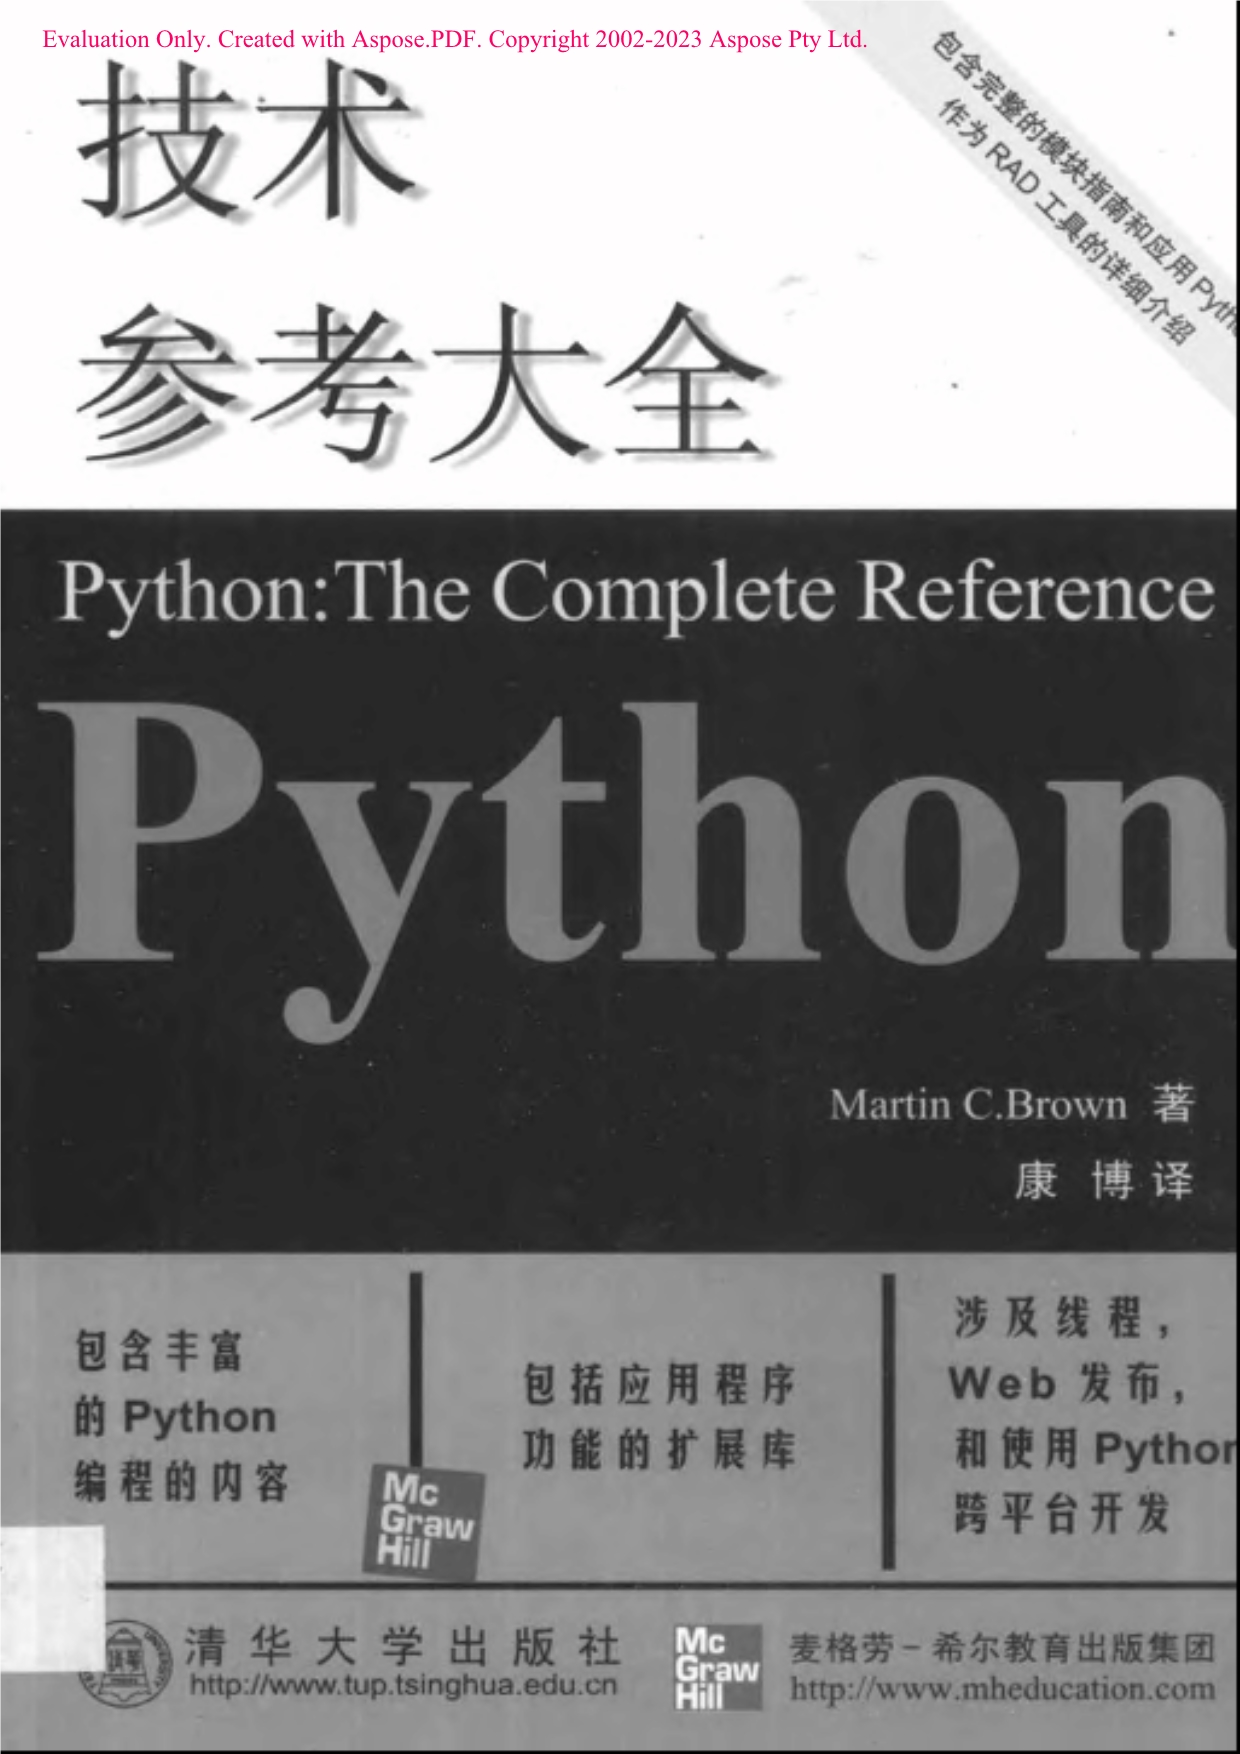 Evaluation Only. Created with Aspose.PDF. Copyright 2002-2023 Aspose Pty Ltd.
包含完整的模块指南和应用Pyth
作为 RAD 工具的详细介绍
技术
参考大全
Python:The Complete Reference
Python
Martin C.Brown 著
康 博 译
包含丰富
的 Python
编程的内容
包括应用程序
功能的扩展库
涉及线程，
Web 发布，
和使用 Python
跨平台开发
Mc
Graw
Hill
清华大学出版社
http://www.tup.tsinghua.edu.cn
Mc
Graw
Hill
麦格劳－希尔教育出版集团
http://www.mheducation.com